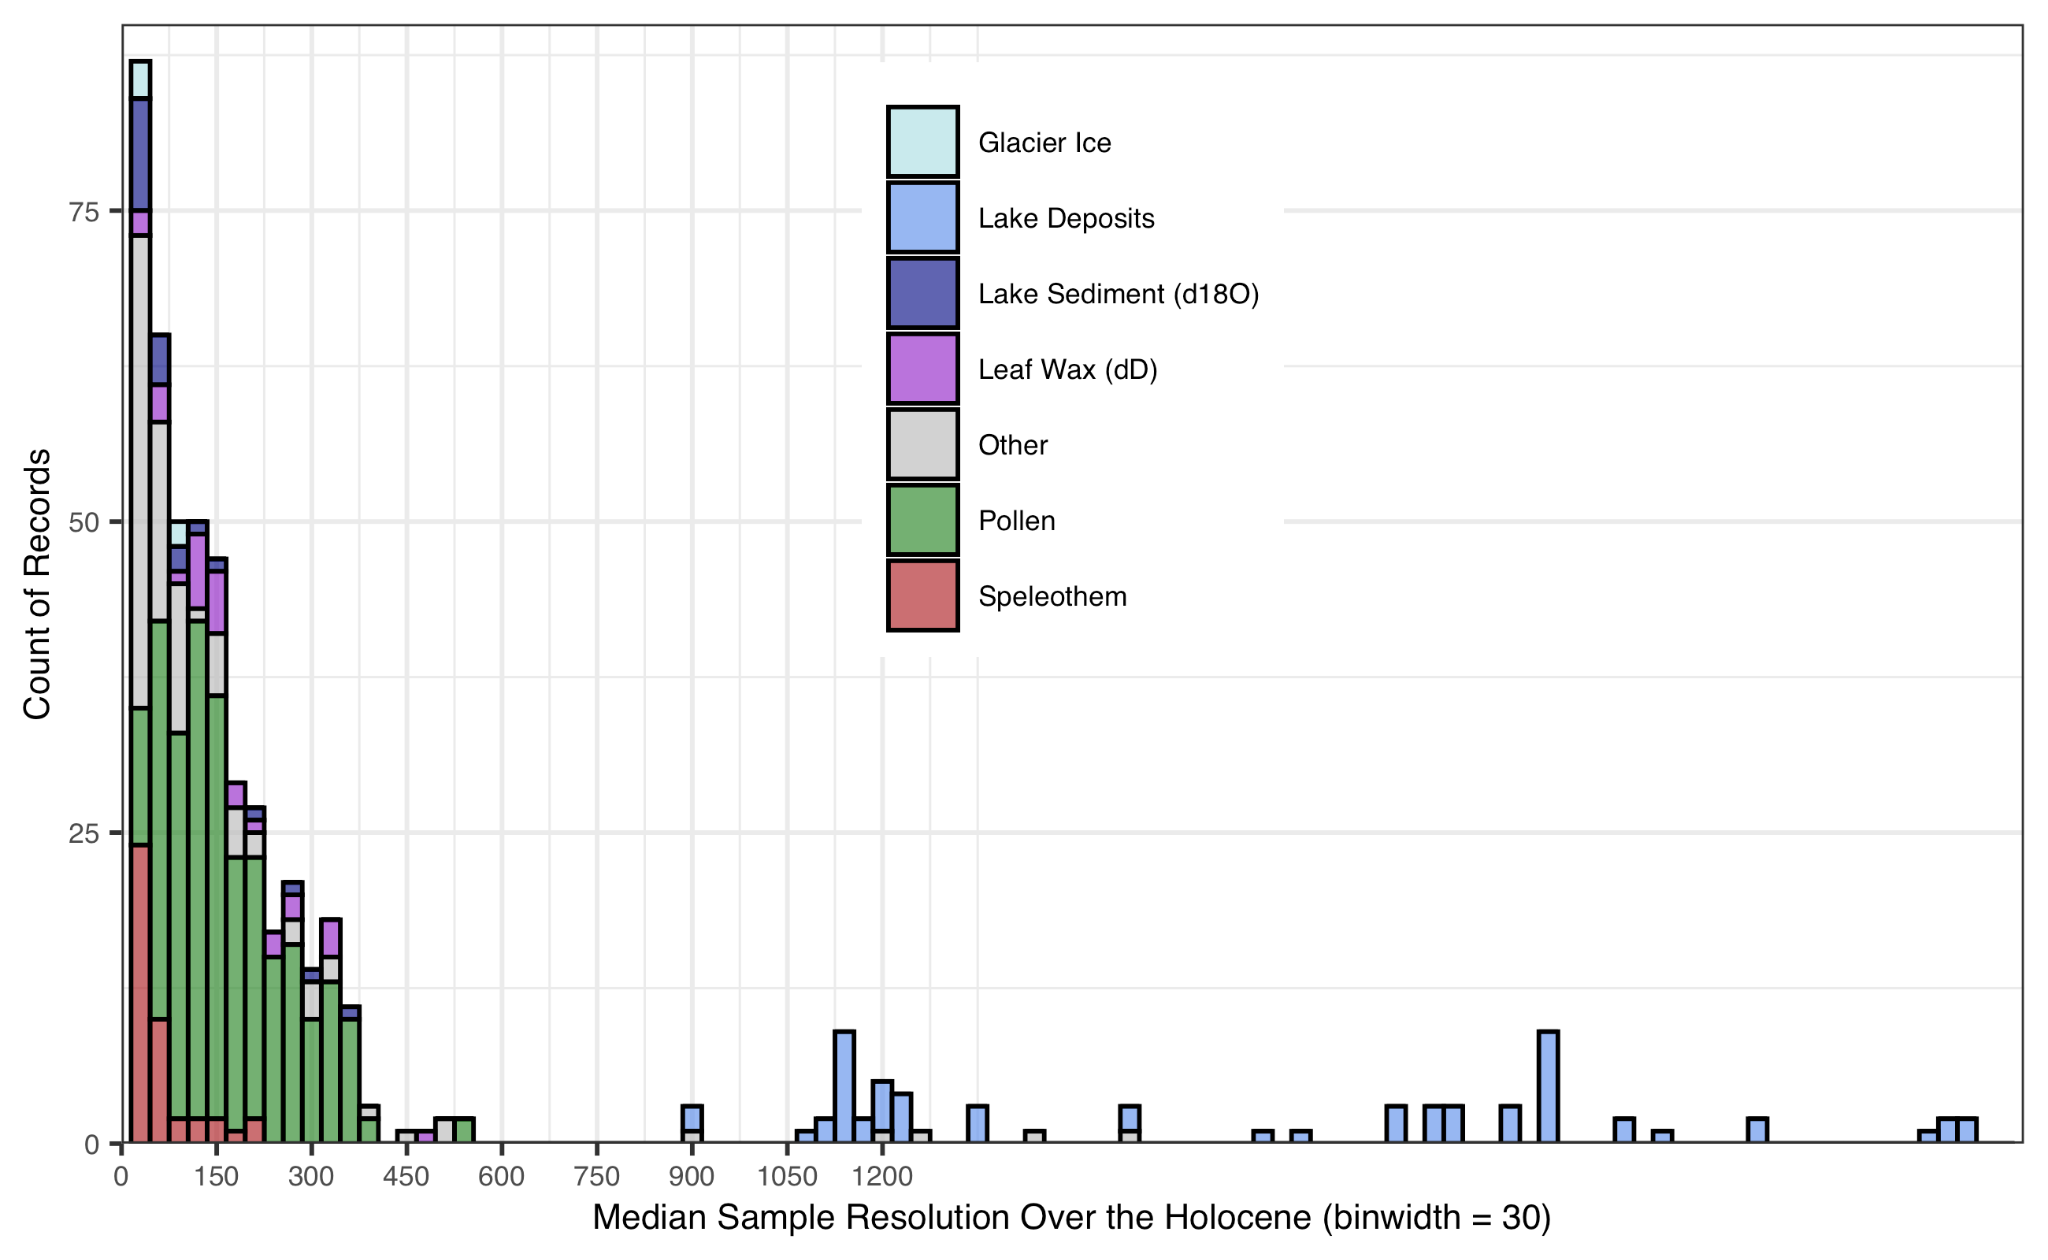 Count of Records
75
50
25
0
Glacier Ice
Lake Deposits
Lake Sediment (d18O)
Leaf Wax (dD)
Other
Pollen
Speleothem
0 150 300 450 600 750 900 1050 1200
Median Sample Resolution Over the Holocene (binwidth = 30)